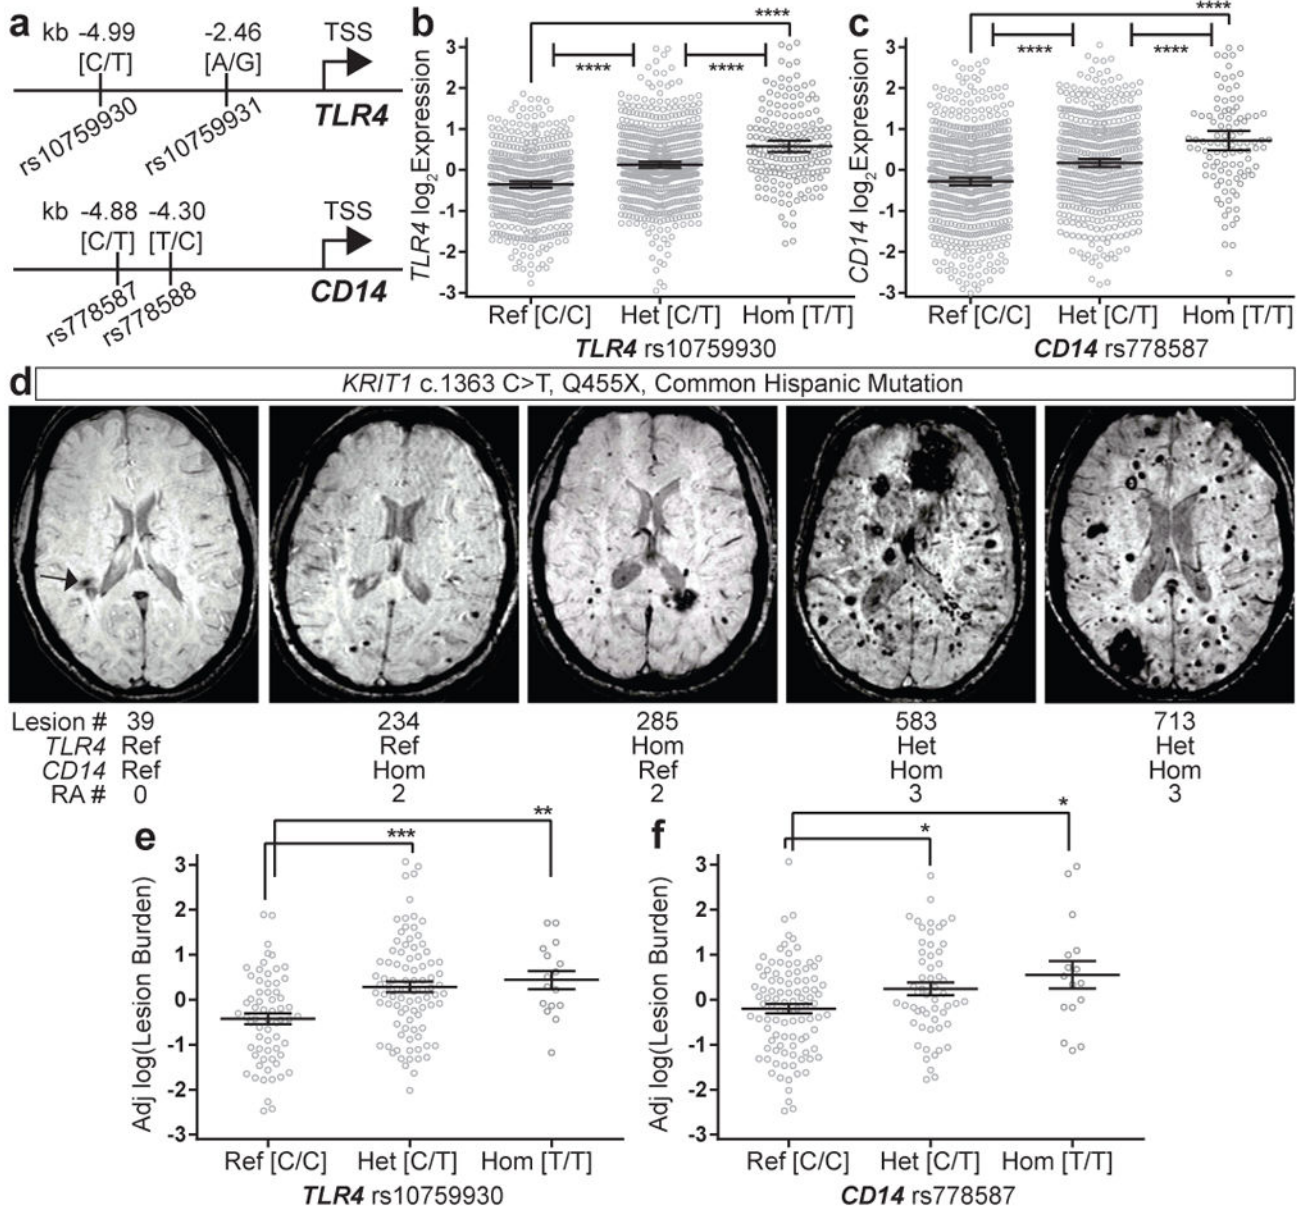 a
kb -4.99 -2.46 TSS
[C/T] [A/G]
TLR4
rs10759930 rs10759931
kb -4.88 -4.30 TSS
[C/T] [T/C]
CD14
rs778587 rs778588
b
****
**** ****
TLR4 log2Expression
3
2
1
0
-1
-2
-3
Ref [C/C] Het [C/T] Hom [T/T]
TLR4 rs10759930
c
****
**** ****
CD14 log2Expression
3
2
1
0
-1
-2
-3
Ref [C/C] Het [C/T] Hom [T/T]
CD14 rs778587
d
KRIT1 c.1363 C>T, Q455X, Common Hispanic Mutation
Lesion # 39 234 285 583 713
TLR4 Ref Ref Hom Het Het
CD14 Ref Hom Ref Hom Hom
RA # 0 2 2 3 3
e
**
***
Adj log(Lesion Burden)
3
2
1
0
-1
-2
-3
Ref [C/C] Het [C/T] Hom [T/T]
TLR4 rs10759930
f
*
*
Adj log(Lesion Burden)
3
2
1
0
-1
-2
-3
Ref [C/C] Het [C/T] Hom [T/T]
CD14 rs778587